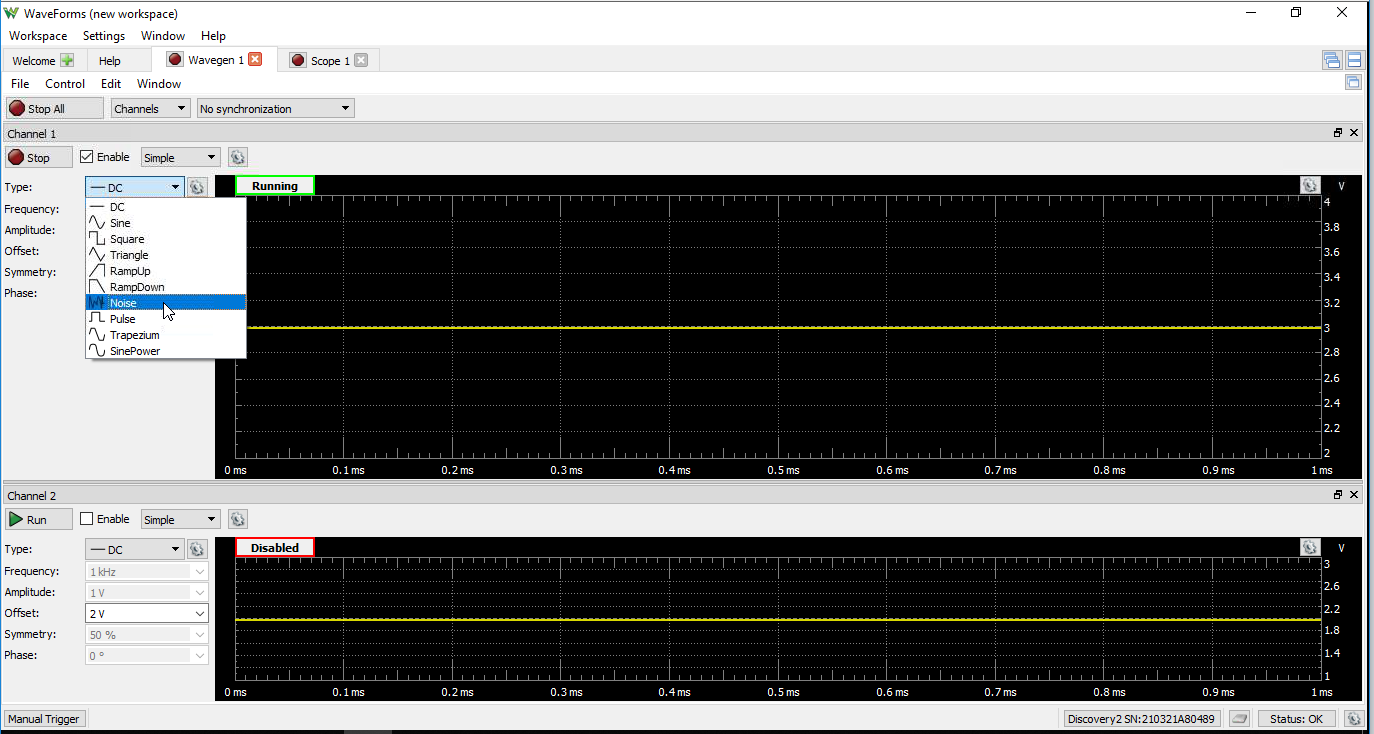 WaveForms (new workspace)
Workspace Settings Window Help
Welcome Help Wavegen 1 Scope 1
File Control Edit Window
Stop All Channels No synchronization
Channel 1
Stop Enable Simple
Type: DC Running V
Frequency:
Amplitude:
Offset:
Symmetry:
Phase:
DC
Sine
Square
Triangle
RampUp
RampDown
Noise
Pulse
Trapezium
SinePower
4
3.8
3.6
3.4
3.2
3
2.8
2.6
2.4
2.2
2
0 ms 0.1 ms 0.2 ms 0.3 ms 0.4 ms 0.5 ms 0.6 ms 0.7 ms 0.8 ms 0.9 ms 1 ms
Channel 2
Run Enable Simple
Type: DC Disabled V
Frequency: 1 kHz
Amplitude: 1 V
Offset: 2 V
Symmetry: 50 %
Phase: 0 °
3
2.6
2.2
1.8
1.4
1
0 ms 0.1 ms 0.2 ms 0.3 ms 0.4 ms 0.5 ms 0.6 ms 0.7 ms 0.8 ms 0.9 ms 1 ms
Manual Trigger Discovery2 SN:210321A80489 Status: OK